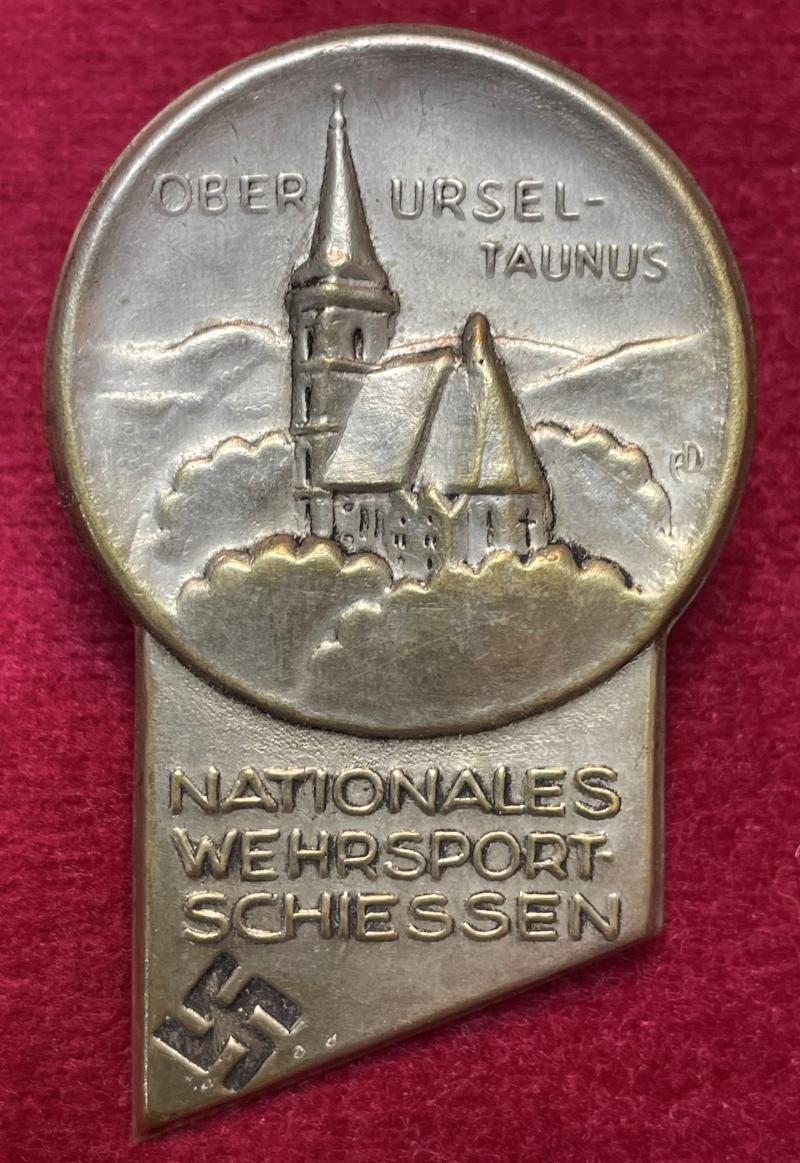 OBER URSEL-
TAUNUS
NATIONALES
WEHRSPORT-
SCHIESSEN